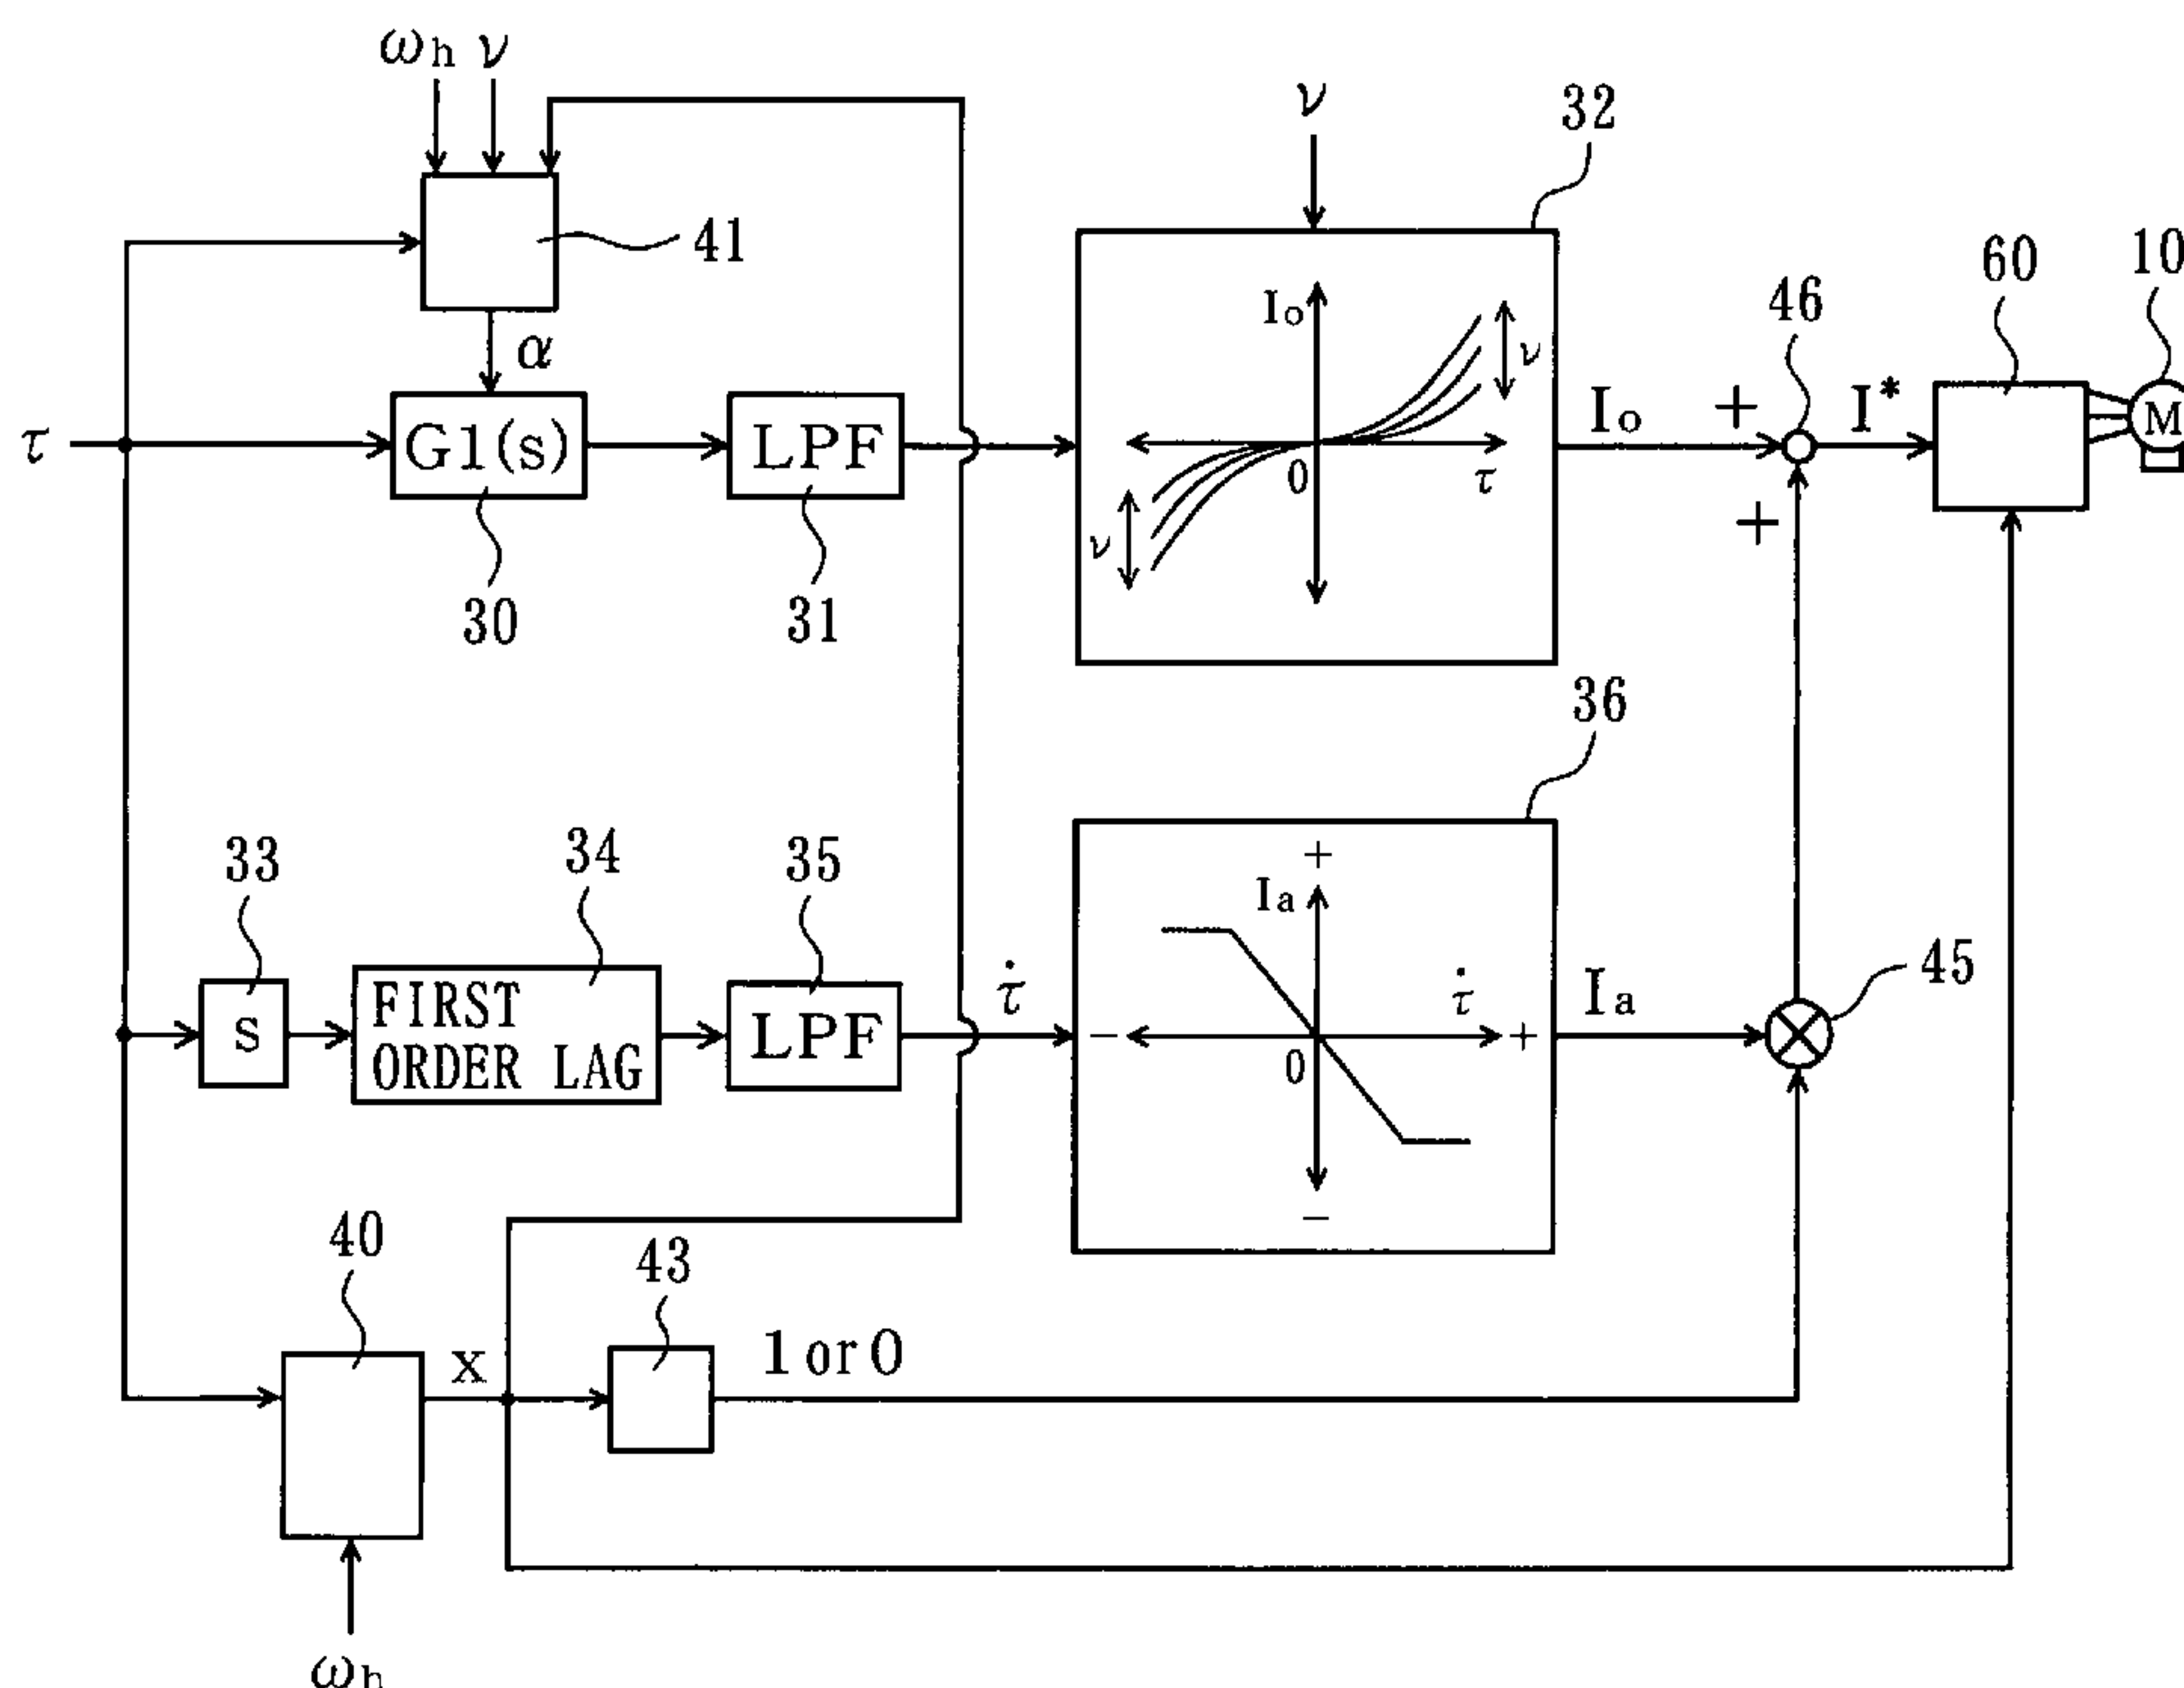 ωh ν
ν
32
41
60
10
46
α
Io
ν
τ
G1(s)
LPF
0
τ
ν
Io
+
+
I*
M
30
31
36
33
34
35
+
Ia
τ̇
45
S
FIRST
ORDER LAG
LPF
τ̇
−
0
+
Ia
−
40
43
X
1 or 0
ωh